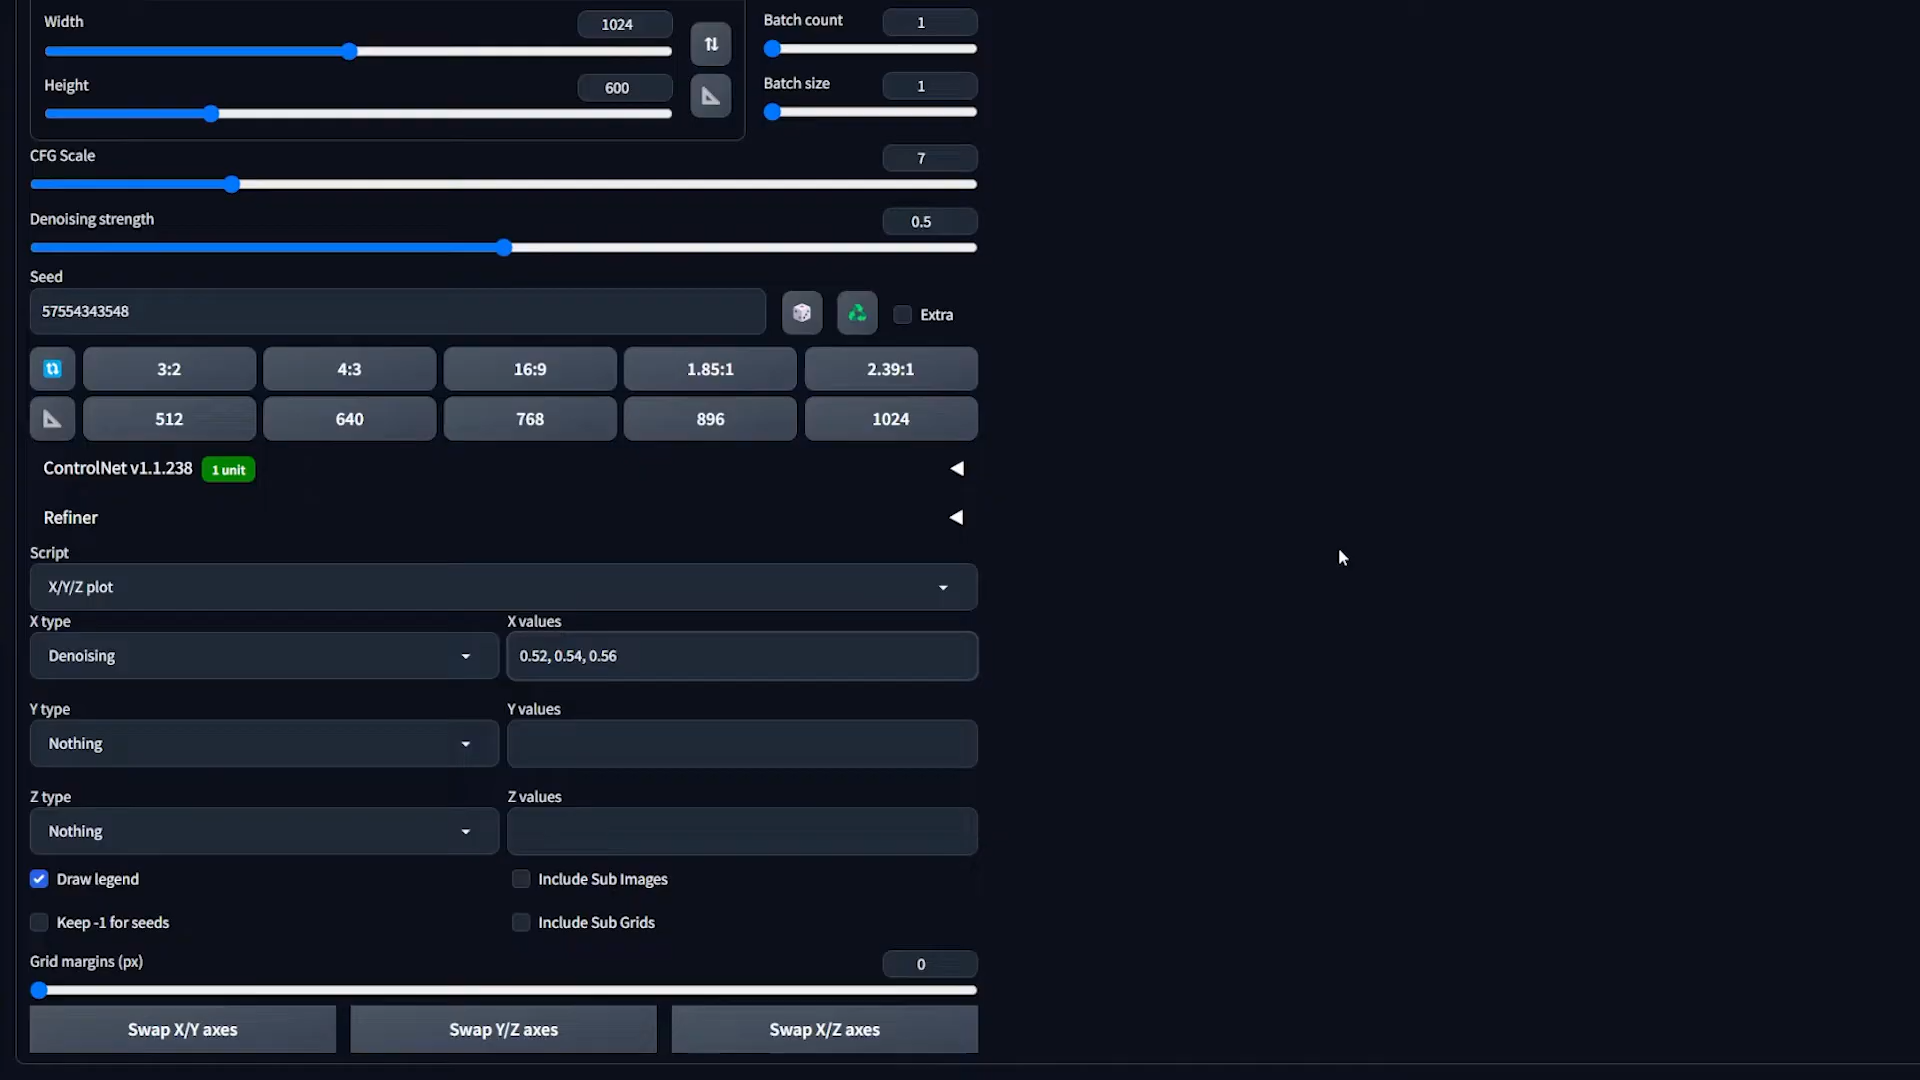 Width
1024
Batch count
1
Height
600
Batch size
1
CFG Scale
7
Denoising strength
0.5
Seed
57554343548
Extra
3:2
4:3
16:9
1.85:1
2.39:1
512
640
768
896
1024
ControlNet v1.1.238
1 unit
Refiner
Script
X/Y/Z plot
X type
X values
Denoising
0.52, 0.54, 0.56
Y type
Y values
Nothing
Z type
Z values
Nothing
Draw legend
Include Sub Images
Keep -1 for seeds
Include Sub Grids
Grid margins (px)
0
Swap X/Y axes
Swap Y/Z axes
Swap X/Z axes